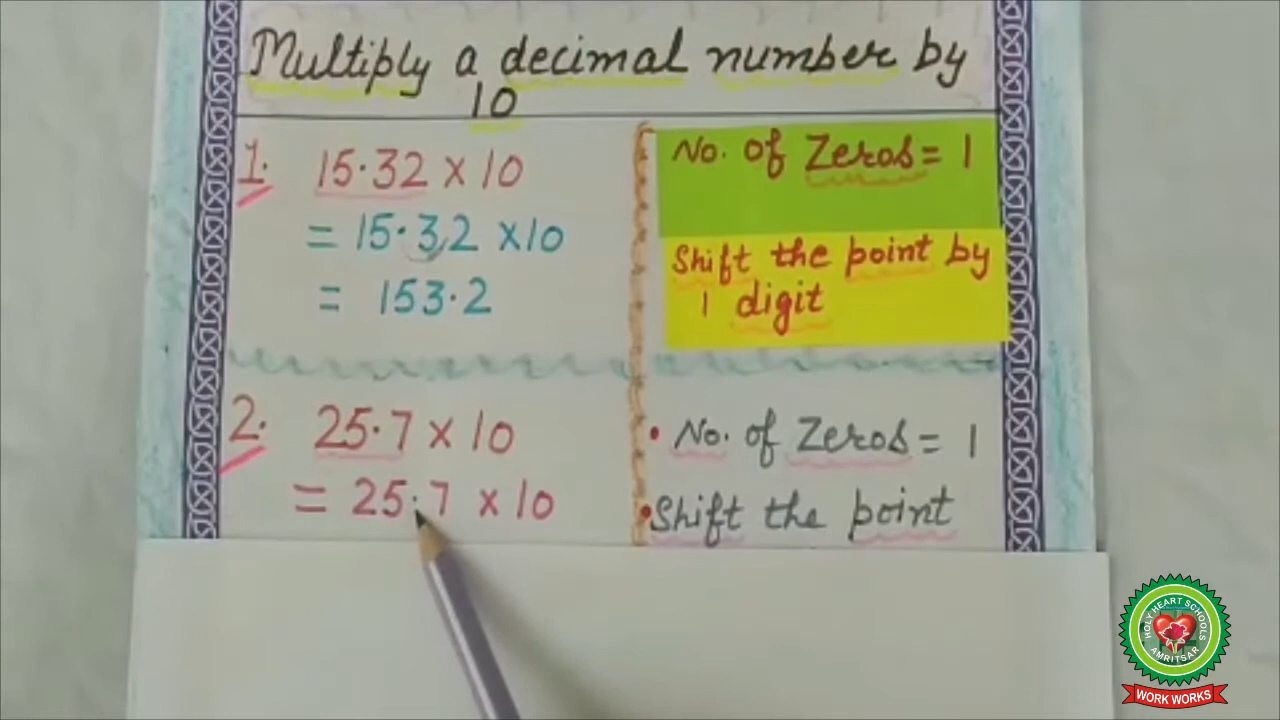 Multiply a decimal number by
10
1. 15.32 x 10
= 15.3,2 x10
= 153.2
No. of Zeros = 1
Shift the point by
1 digit
2. 25.7 x 10
= 25.7 x 10
• No. of Zeros = 1
• Shift the point
HOLY HEART SCHOOLS
AMRITSAR
WORK WORKS